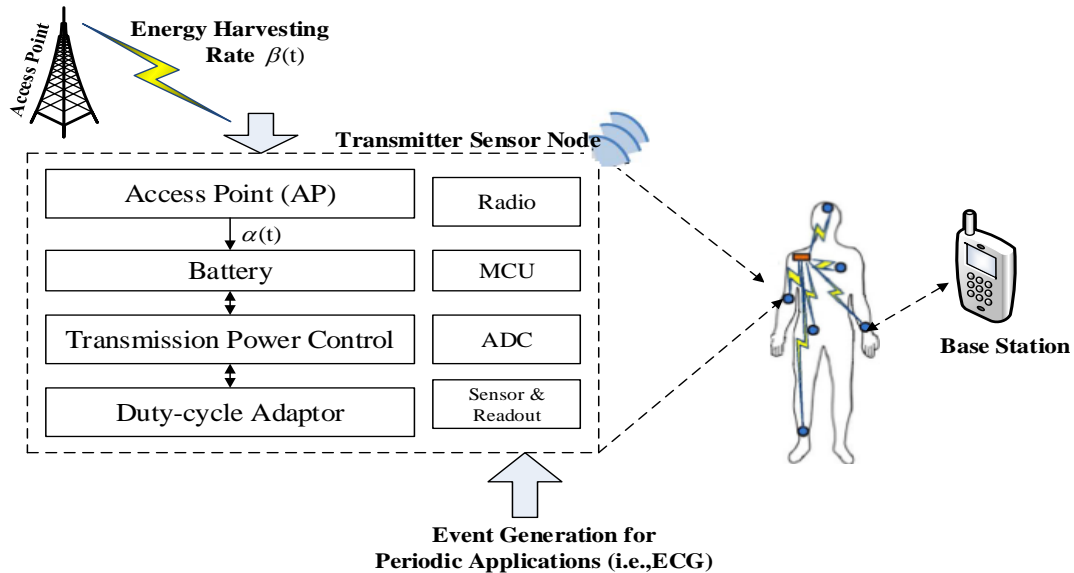 Access Point
Energy Harvesting
Rate β(t)
Transmitter Sensor Node
Access Point (AP)
α(t)
Battery
Transmission Power Control
Duty-cycle Adaptor
Radio
MCU
ADC
Sensor &
Readout
Base Station
Event Generation for
Periodic Applications (i.e.,ECG)